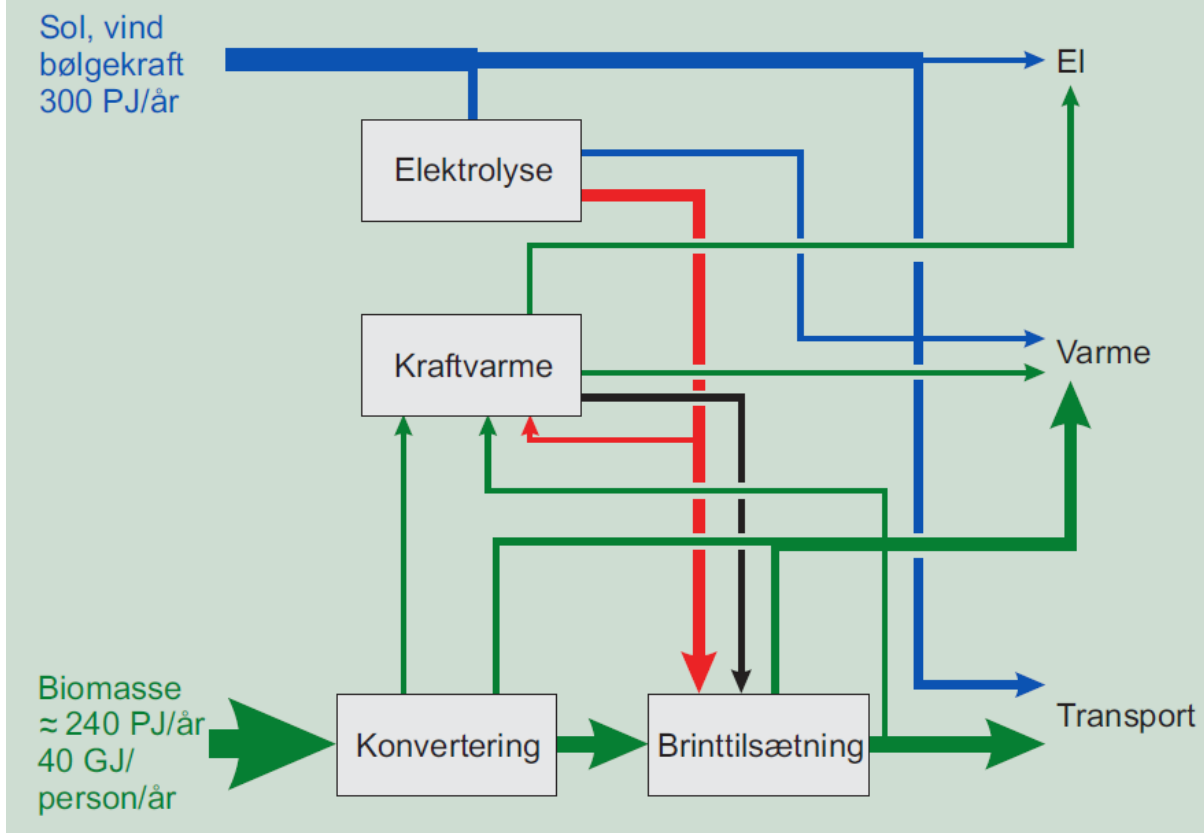 Sol, vind
bølgekraft
300 PJ/år
El
Elektrolyse
Kraftvarme
Varme
Biomasse
≈ 240 PJ/år
40 GJ/
person/år
Konvertering
Brinttilsætning
Transport